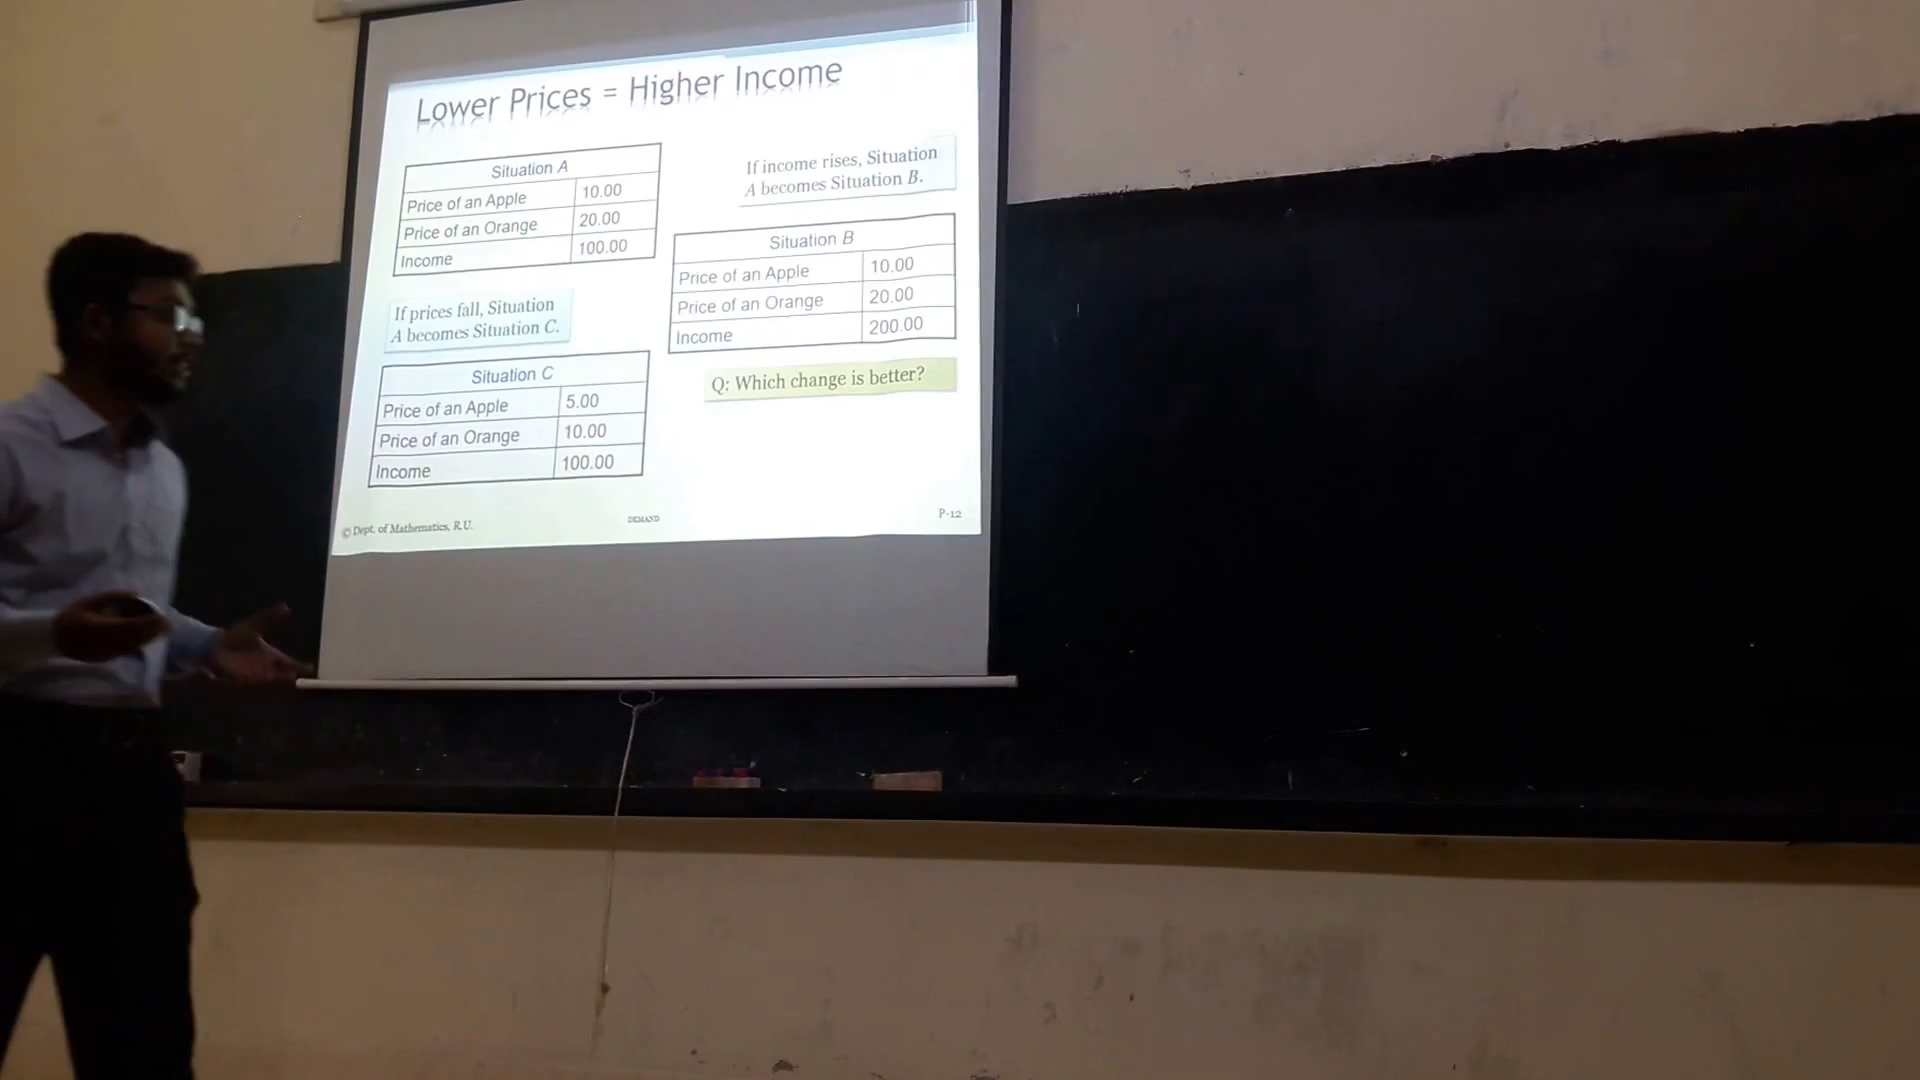 Lower Prices = Higher Income
Situation A
Price of an Apple 10.00
Price of an Orange 20.00
Income 100.00
If income rises, Situation
A becomes Situation B.
Situation B
Price of an Apple 10.00
Price of an Orange 20.00
Income 200.00
If prices fall, Situation
A becomes Situation C.
Situation C
Price of an Apple 5.00
Price of an Orange 10.00
Income 100.00
Q: Which change is better?
© Dept. of Mathematics, R.U.
DEMAND
P-12